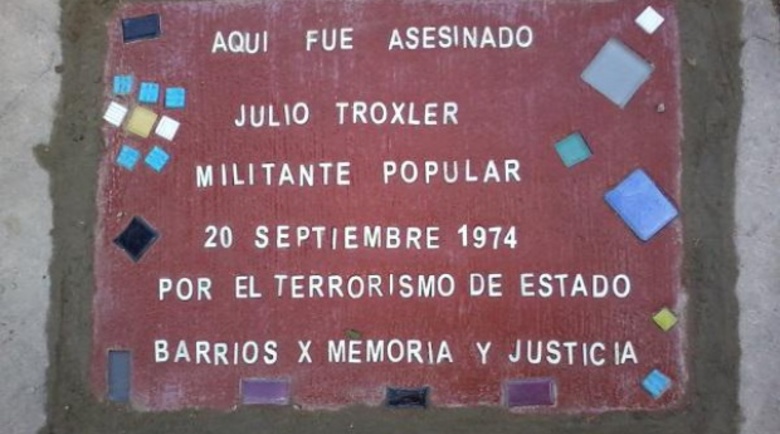 AQUI FUE ASESINADO
JULIO TROXLER
MILITANTE POPULAR
20 SEPTIEMBRE 1974
POR EL TERRORISMO DE ESTADO
BARRIOS X MEMORIA Y JUSTICIA